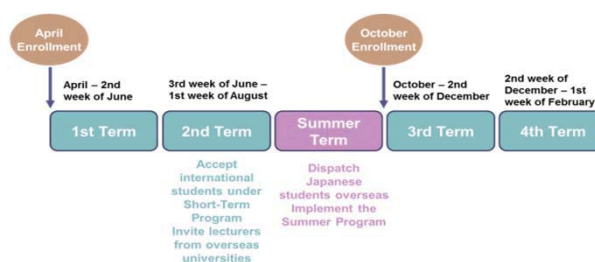 April
Enrollment
October
Enrollment
April – 2nd
week of June
3rd week of June –
1st week of August
October – 2nd
week of December
2nd week of
December – 1st
week of February
1st Term
2nd Term
Summer
Term
3rd Term
4th Term
Accept
international
students under
Short-Term
Program
Invite lecturers
from overseas
universities
Dispatch
Japanese
students overseas
Implement the
Summer Program